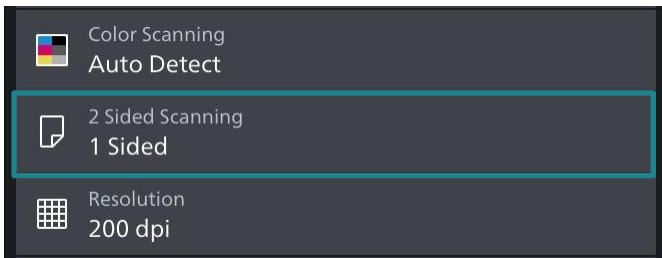 Color Scanning
Auto Detect
2 Sided Scanning
1 Sided
Resolution
200 dpi